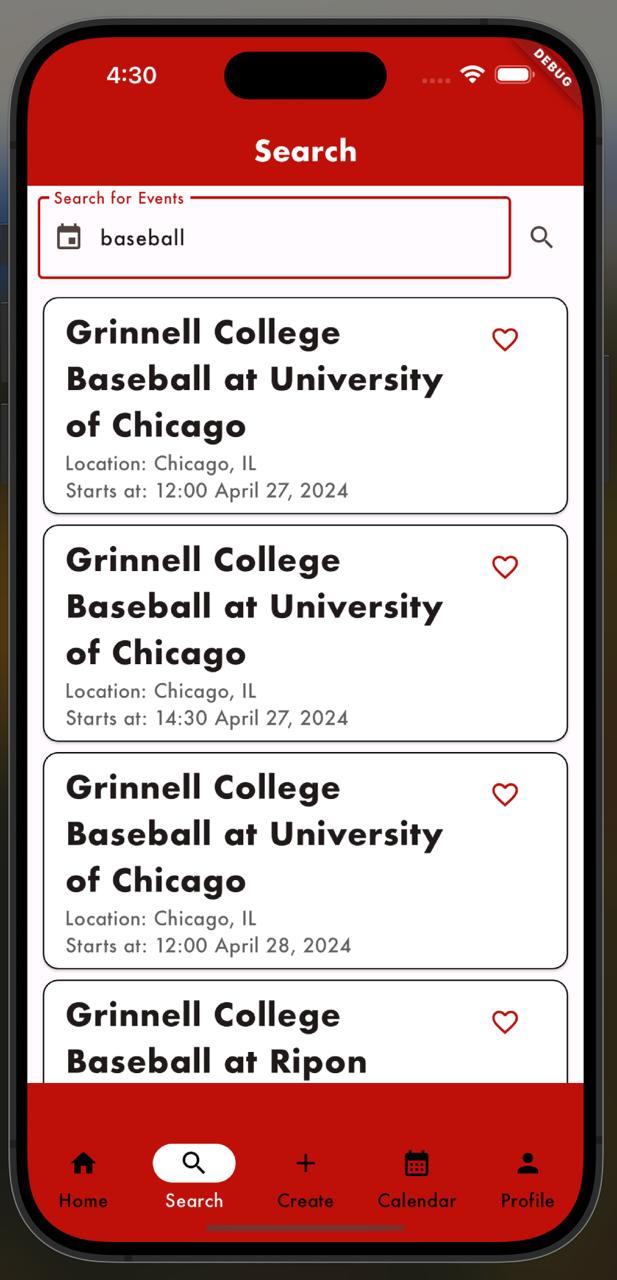 4:30
DEBUG
Search
Search for Events
baseball
Grinnell College
Baseball at University
of Chicago
Location: Chicago, IL
Starts at: 12:00 April 27, 2024
Grinnell College
Baseball at University
of Chicago
Location: Chicago, IL
Starts at: 14:30 April 27, 2024
Grinnell College
Baseball at University
of Chicago
Location: Chicago, IL
Starts at: 12:00 April 28, 2024
Grinnell College
Baseball at Ripon
Home
Search
Create
Calendar
Profile